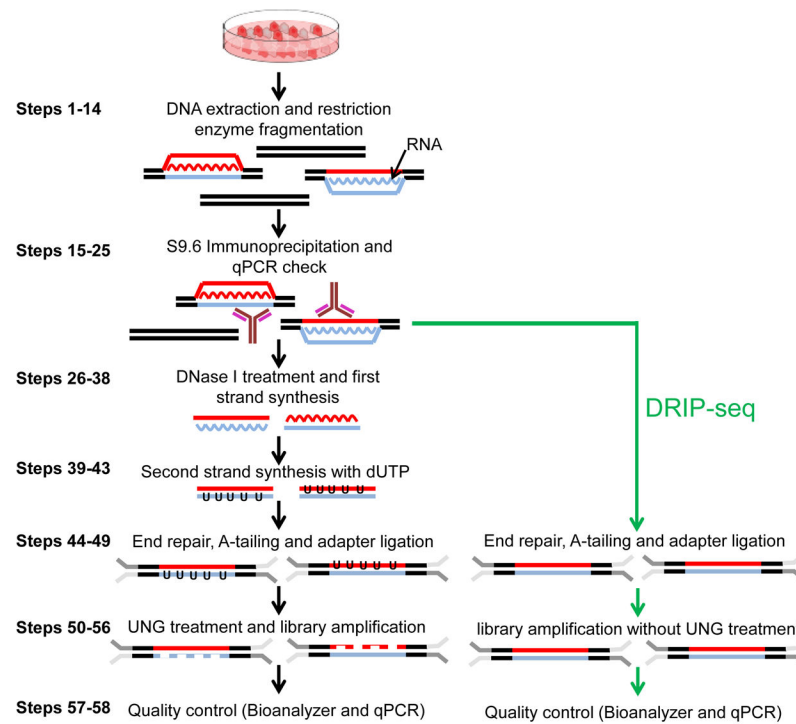 Steps 1-14
DNA extraction and restriction
enzyme fragmentation
RNA
Steps 15-25
S9.6 Immunoprecipitation and
qPCR check
Steps 26-38
DNase I treatment and first
strand synthesis
DRIP-seq
Steps 39-43
Second strand synthesis with dUTP
U U U U U
U U U U U
Steps 44-49
End repair, A-tailing and adapter ligation
End repair, A-tailing and adapter ligation
U U U U U
U U U U U
Steps 50-56
UNG treatment and library amplification
library amplification without UNG treatmen
Steps 57-58
Quality control (Bioanalyzer and qPCR)
Quality control (Bioanalyzer and qPCR)